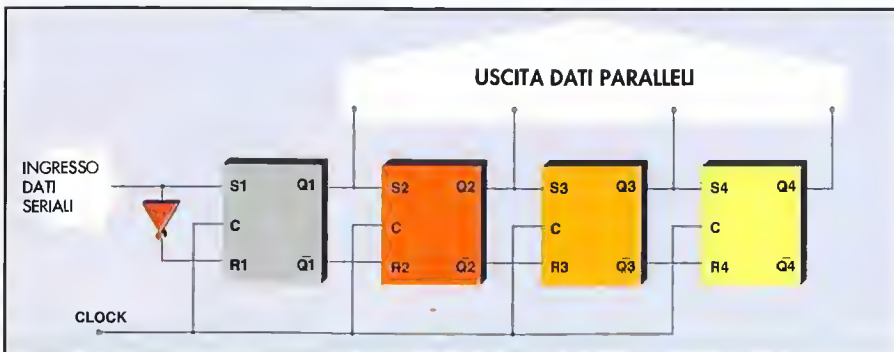 USCITA DATI PARALLELI
INGRESSO
DATI
SERIALI
S1 Q1 S2 Q2 S3 Q3 S4 Q4
C C C C
R1 Q̅1 R2 Q̅2 R3 Q̅3 R4 Q̅4
CLOCK